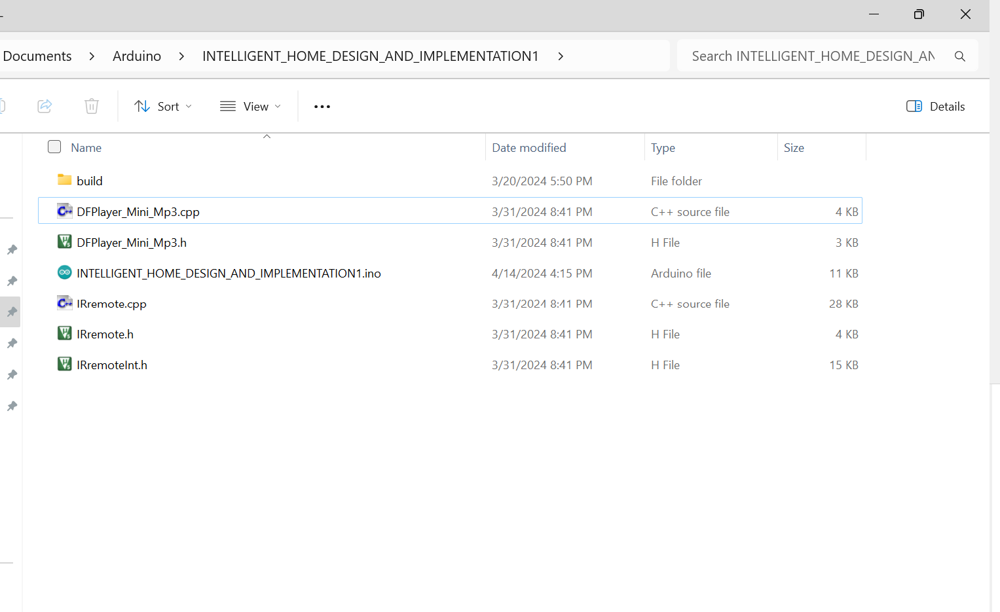 Documents > Arduino > INTELLIGENT_HOME_DESIGN_AND_IMPLEMENTATION1 > Search INTELLIGENT_HOME_DESIGN_AN
Sort View ••• Details
Name Date modified Type Size
build 3/20/2024 5:50 PM File folder
DFPlayer_Mini_Mp3.cpp 3/31/2024 8:41 PM C++ source file 4 KB
DFPlayer_Mini_Mp3.h 3/31/2024 8:41 PM H File 3 KB
INTELLIGENT_HOME_DESIGN_AND_IMPLEMENTATION1.ino 4/14/2024 4:15 PM Arduino file 11 KB
IRremote.cpp 3/31/2024 8:41 PM C++ source file 28 KB
IRremote.h 3/31/2024 8:41 PM H File 4 KB
IRremoteInt.h 3/31/2024 8:41 PM H File 15 KB